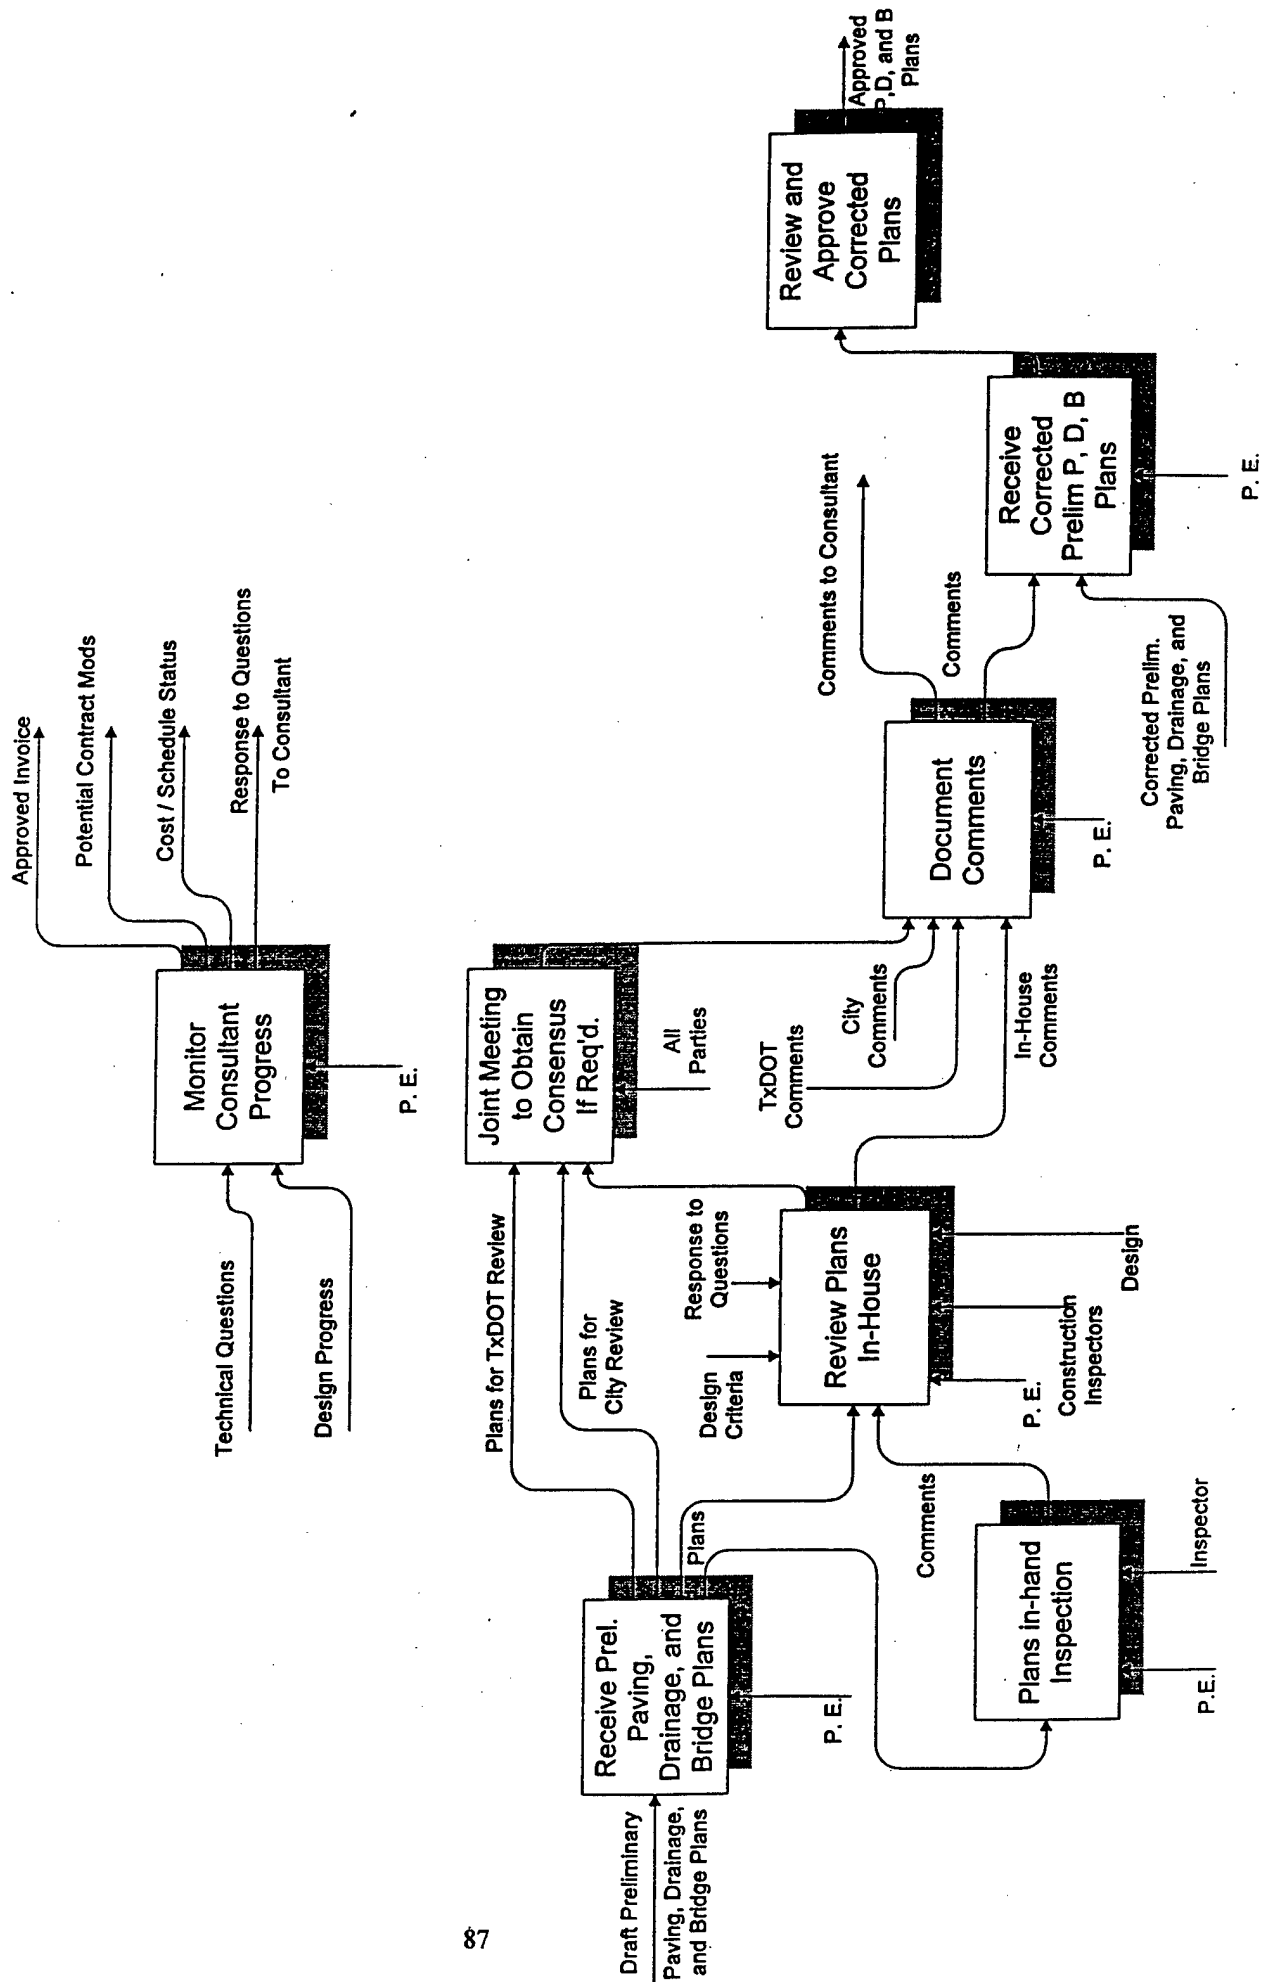 Approved Invoice
Potential Contract Mods
Cost / Schedule Status
Response to Questions
To Consultant
Monitor
Consultant
Progress
Technical Questions
Design Progress
P. E.
Joint Meeting
to Obtain
Consensus
If Req'd.
All
Parties
Plans for TxDOT Review
Plans for
City Review
Receive Prel.
Paving,
Drainage, and
Bridge Plans
Draft Preliminary
Paving, Drainage,
and Bridge Plans
P. E.
Plans
Design
Criteria
Response to
Questions
Review Plans
In-House
P. E.
Construction
Inspectors
Design
Comments
Plans in-hand
Inspection
P.E.
Inspector
TxDOT
Comments
City
Comments
In-House
Comments
Document
Comments
P. E.
Comments to Consultant
Comments
Corrected Prelim.
Paving, Drainage, and
Bridge Plans
Receive
Corrected
Prelim P, D, B
Plans
P. E.
Review and
Approve
Corrected
Plans
Approved
P,D, and B
Plans
87